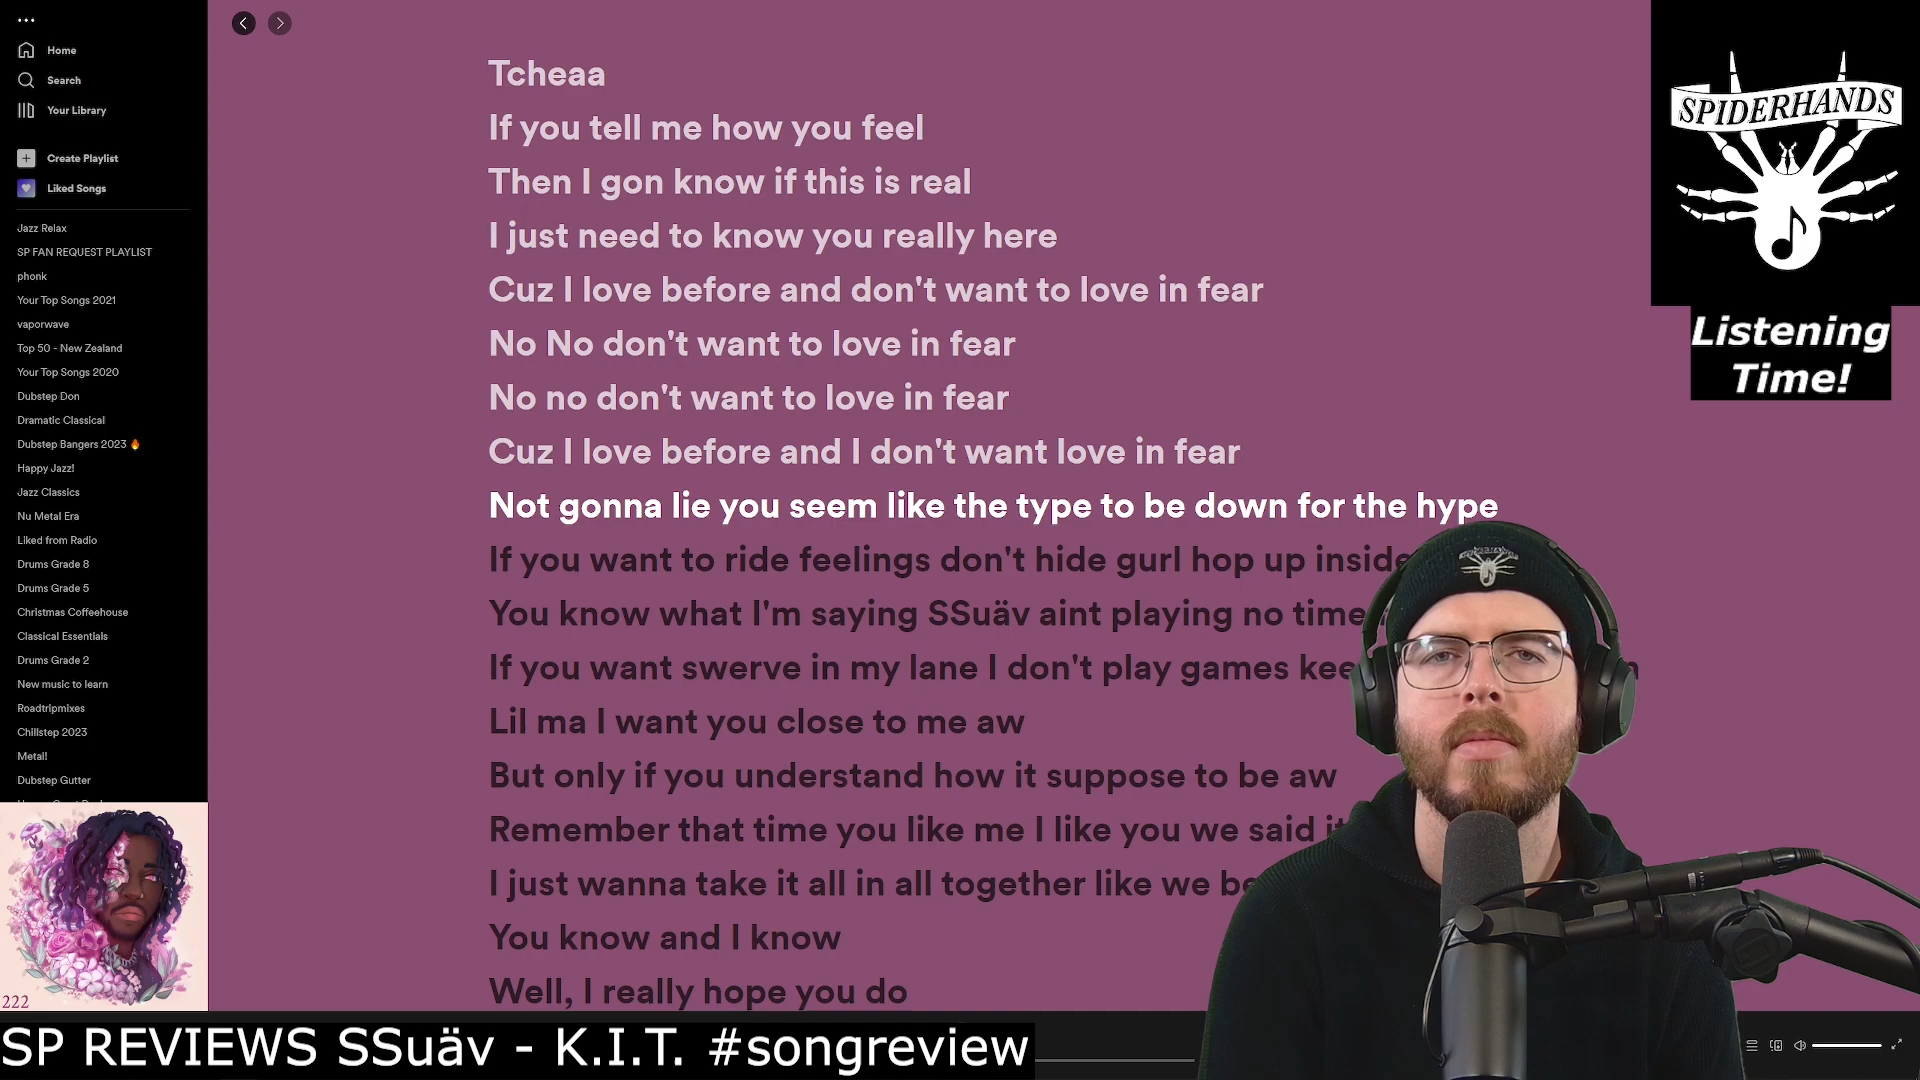 Home
Search
Your Library
Create Playlist
Liked Songs
Jazz Relax
SP FAN REQUEST PLAYLIST
phonk
Your Top Songs 2021
vaporwave
Top 50 - New Zealand
Your Top Songs 2020
Dubstep Don
Dramatic Classical
Dubstep Bangers 2023 🔥
Happy Jazz!
Jazz Classics
Nu Metal Era
Liked from Radio
Drums Grade 8
Drums Grade 5
Christmas Coffeehouse
Classical Essentials
Drums Grade 2
New music to learn
Roadtripmixes
Chillstep 2023
Metal!
Dubstep Gutter
222
Tcheaa
If you tell me how you feel
Then I gon know if this is real
I just need to know you really here
Cuz I love before and don't want to love in fear
No No don't want to love in fear
No no don't want to love in fear
Cuz I love before and I don't want love in fear
Not gonna lie you seem like the type to be down for the hype
If you want to ride feelings don't hide gurl hop up inside
You know what I'm saying SSuäv aint playing no time
If you want swerve in my lane I don't play games
Lil ma I want you close to me aw
But only if you understand how it suppose to be aw
Remember that time you like me I like you we said
I just wanna take it all in all together like we
You know and I know
Well, I really hope you do
SPIDERHANDS
Listening
Time!
SP REVIEWS SSuäv - K.I.T. #songreview